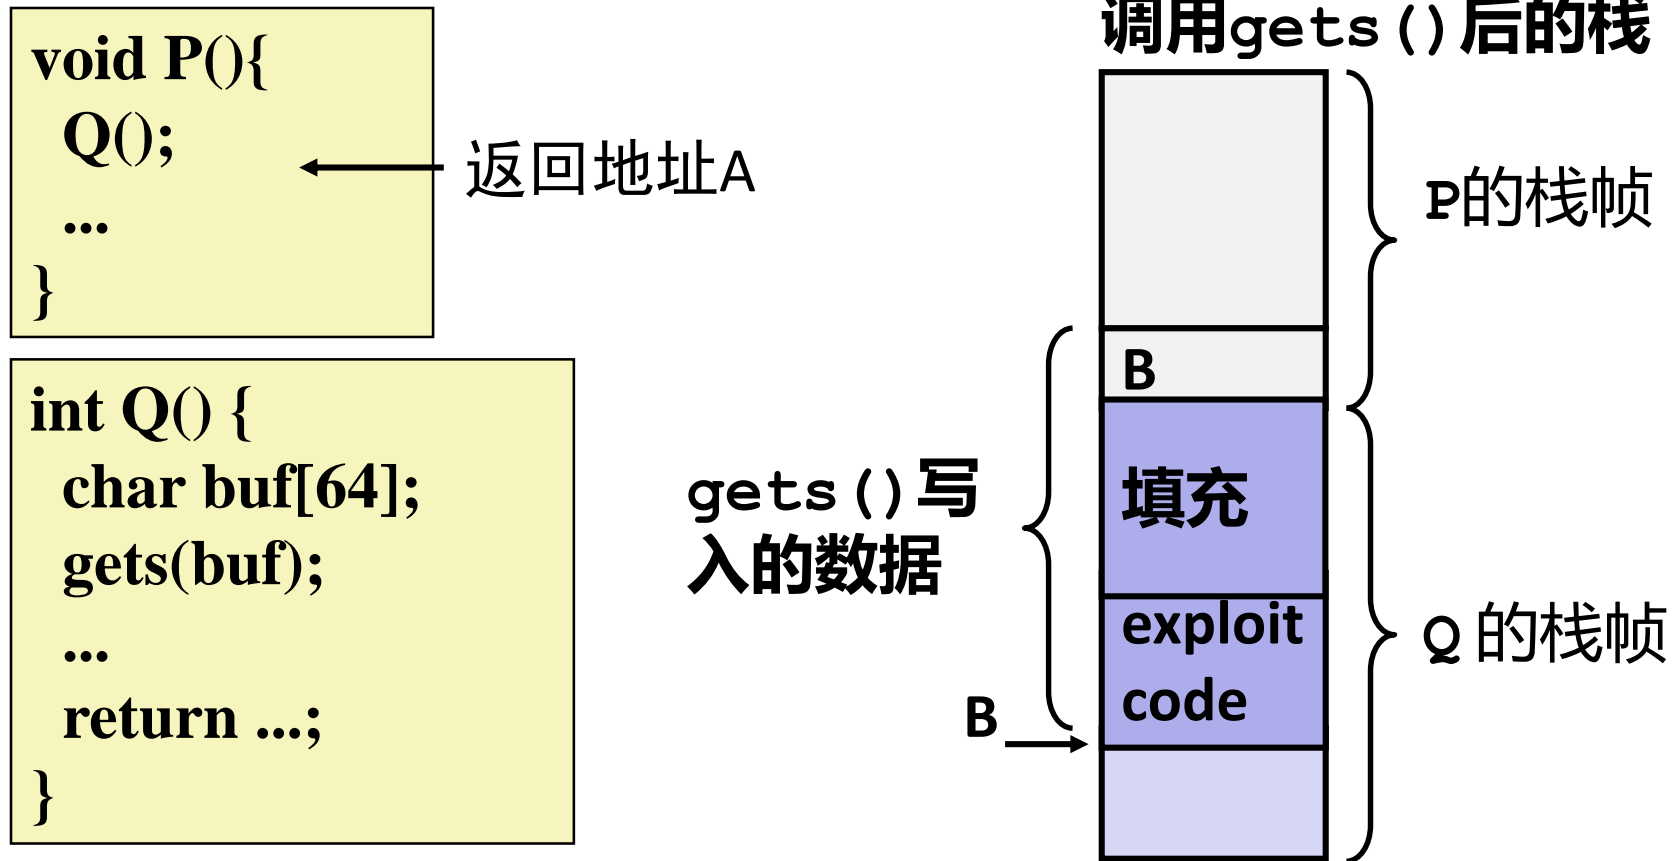 void P(){
Q();
...
}
返回地址A
int Q() {
char buf[64];
gets(buf);
...
return ...;
}
调用gets()后的栈
P的栈帧
B
填充
gets()写
入的数据
exploit
code
B
Q 的栈帧